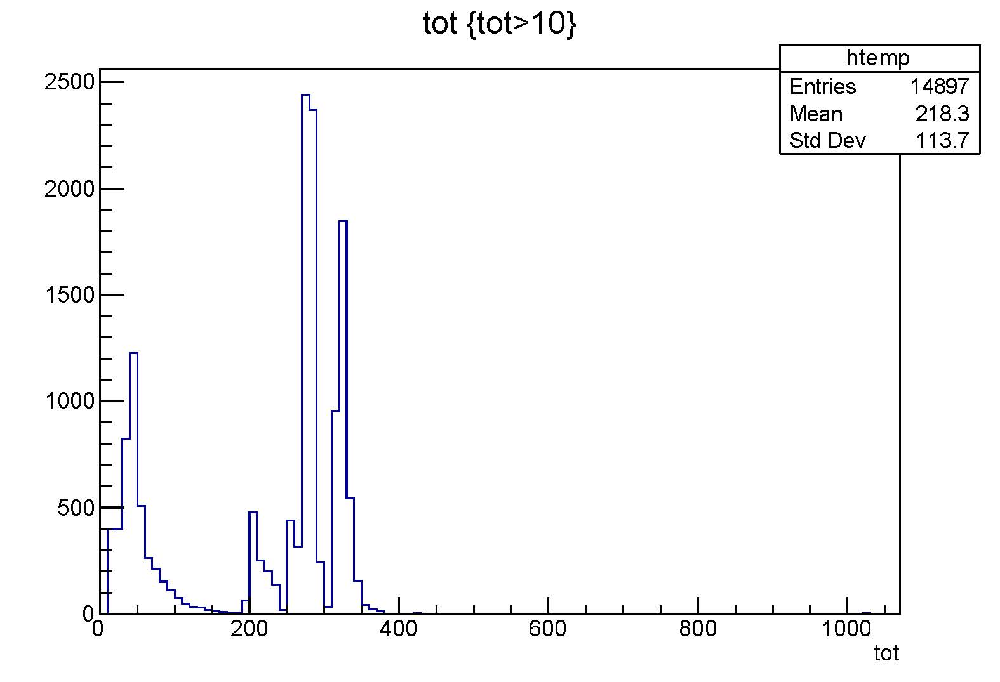 tot {tot>10}
htemp
Entries 14897
Mean 218.3
Std Dev 113.7
2500
2000
1500
1000
500
0
0 200 400 600 800 1000
tot